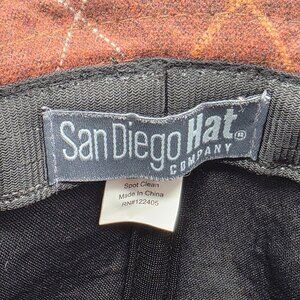 San Diego Hat®
COMPANY
Spot Clean
Made In China
RN#122405